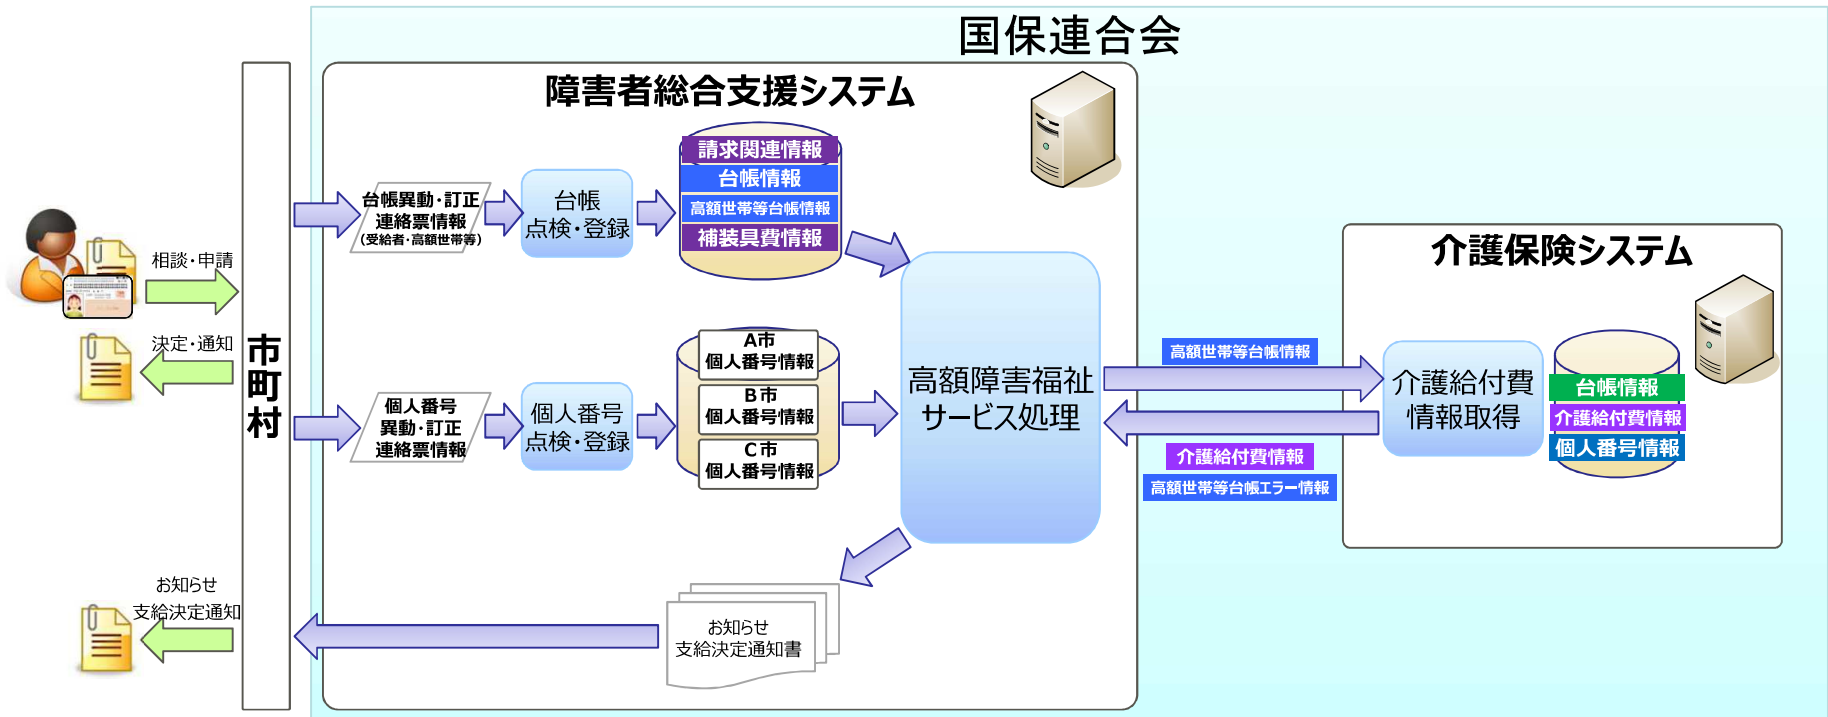 国保連合会
障害者総合支援システム
請求関連情報
台帳情報
高額世帯等台帳情報
補装具費情報
台帳異動・訂正
連絡票情報
（受給者・高額世帯等）
台帳
点検・登録
相談・申請
決定・通知
市町村
個人番号
異動・訂正
連絡票情報
個人番号
点検・登録
A市
個人番号情報
B市
個人番号情報
C市
個人番号情報
高額障害福祉
サービス処理
高額世帯等台帳情報
介護給付費情報
高額世帯等台帳エラー情報
介護保険システム
介護給付費
情報取得
台帳情報
介護給付費情報
個人番号情報
お知らせ
支給決定通知
お知らせ
支給決定通知書